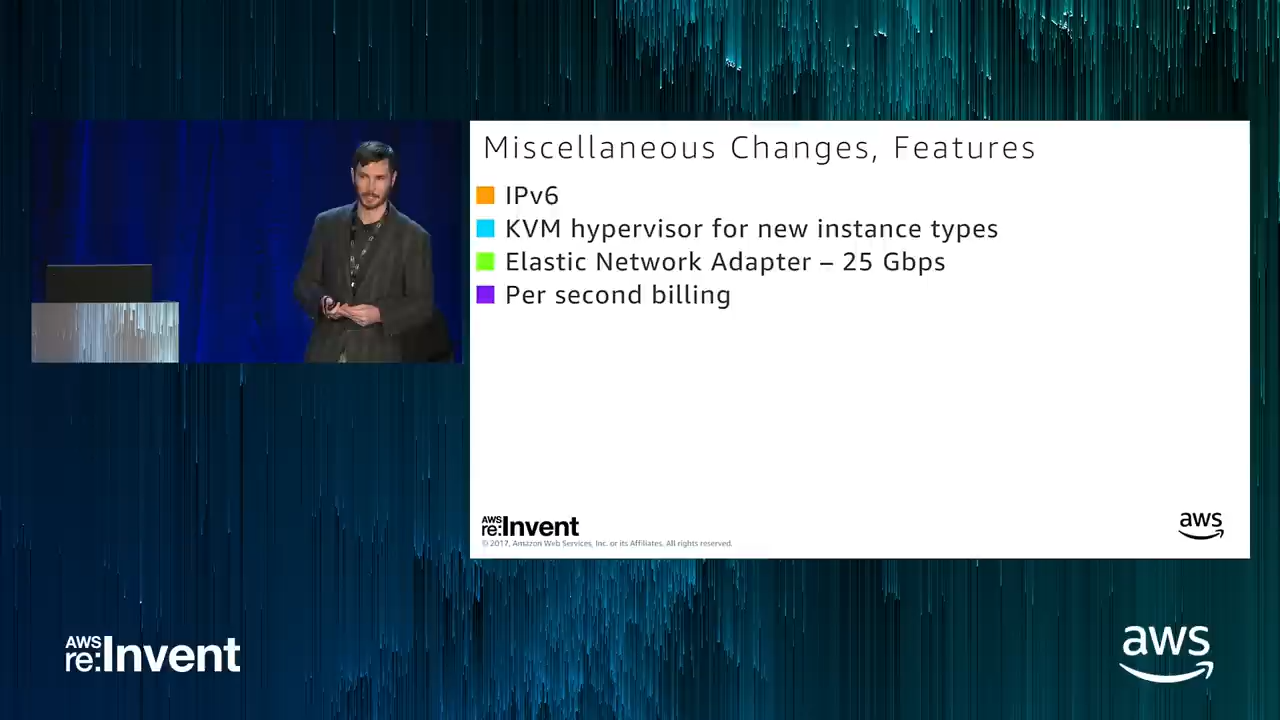 Miscellaneous Changes, Features
IPv6
KVM hypervisor for new instance types
Elastic Network Adapter – 25 Gbps
Per second billing
AWS
re:Invent
© 2017, Amazon Web Services, Inc. or its Affiliates. All rights reserved.
aws
AWS
re:Invent
aws